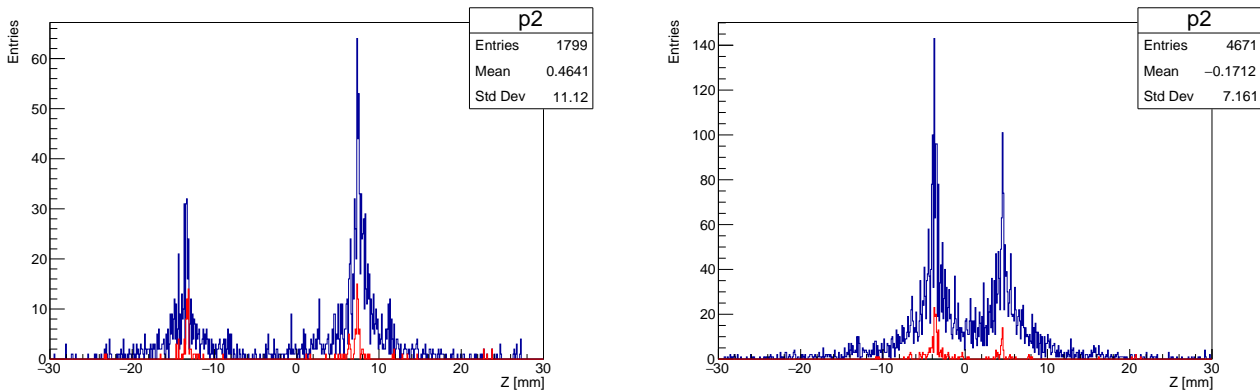 p2
Entries 1799
Mean 0.4641
Std Dev 11.12
Entries
60
50
40
30
20
10
0
−30 −20 −10 0 10 20 30
Z [mm]
p2
Entries 4671
Mean −0.1712
Std Dev 7.161
Entries
140
120
100
80
60
40
20
0
−30 −20 −10 0 10 20 30
Z [mm]